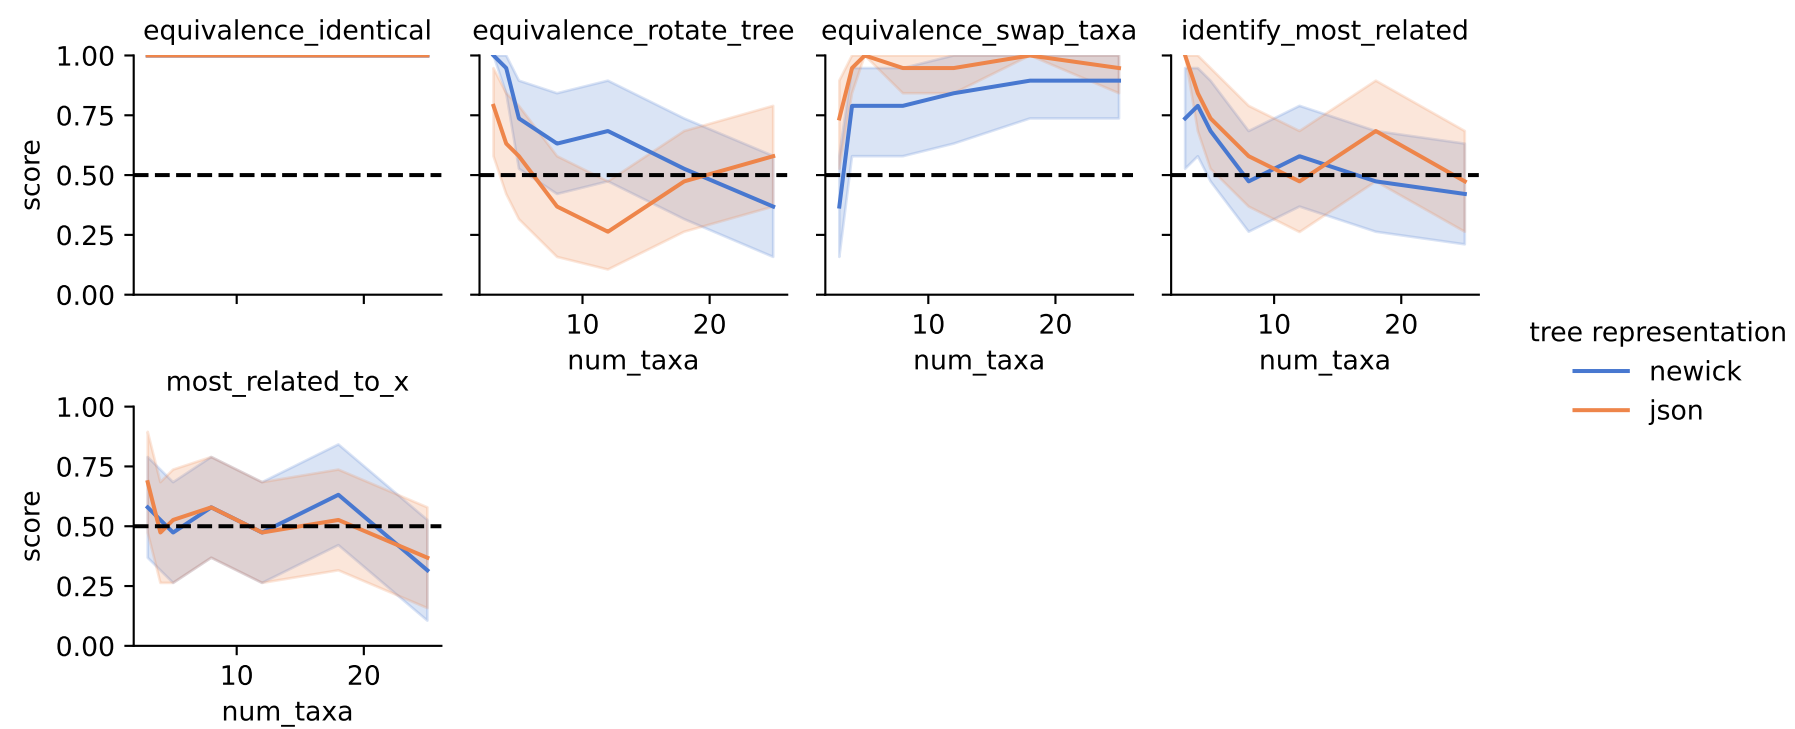 equivalence_identical
equivalence_rotate_tree
equivalence_swap_taxa
identify_most_related
1.00
0.75
0.50
0.25
0.00
score
10
20
num_taxa
10
20
num_taxa
10
20
num_taxa
most_related_to_x
1.00
0.75
0.50
0.25
0.00
score
10
20
num_taxa
tree representation
newick
json